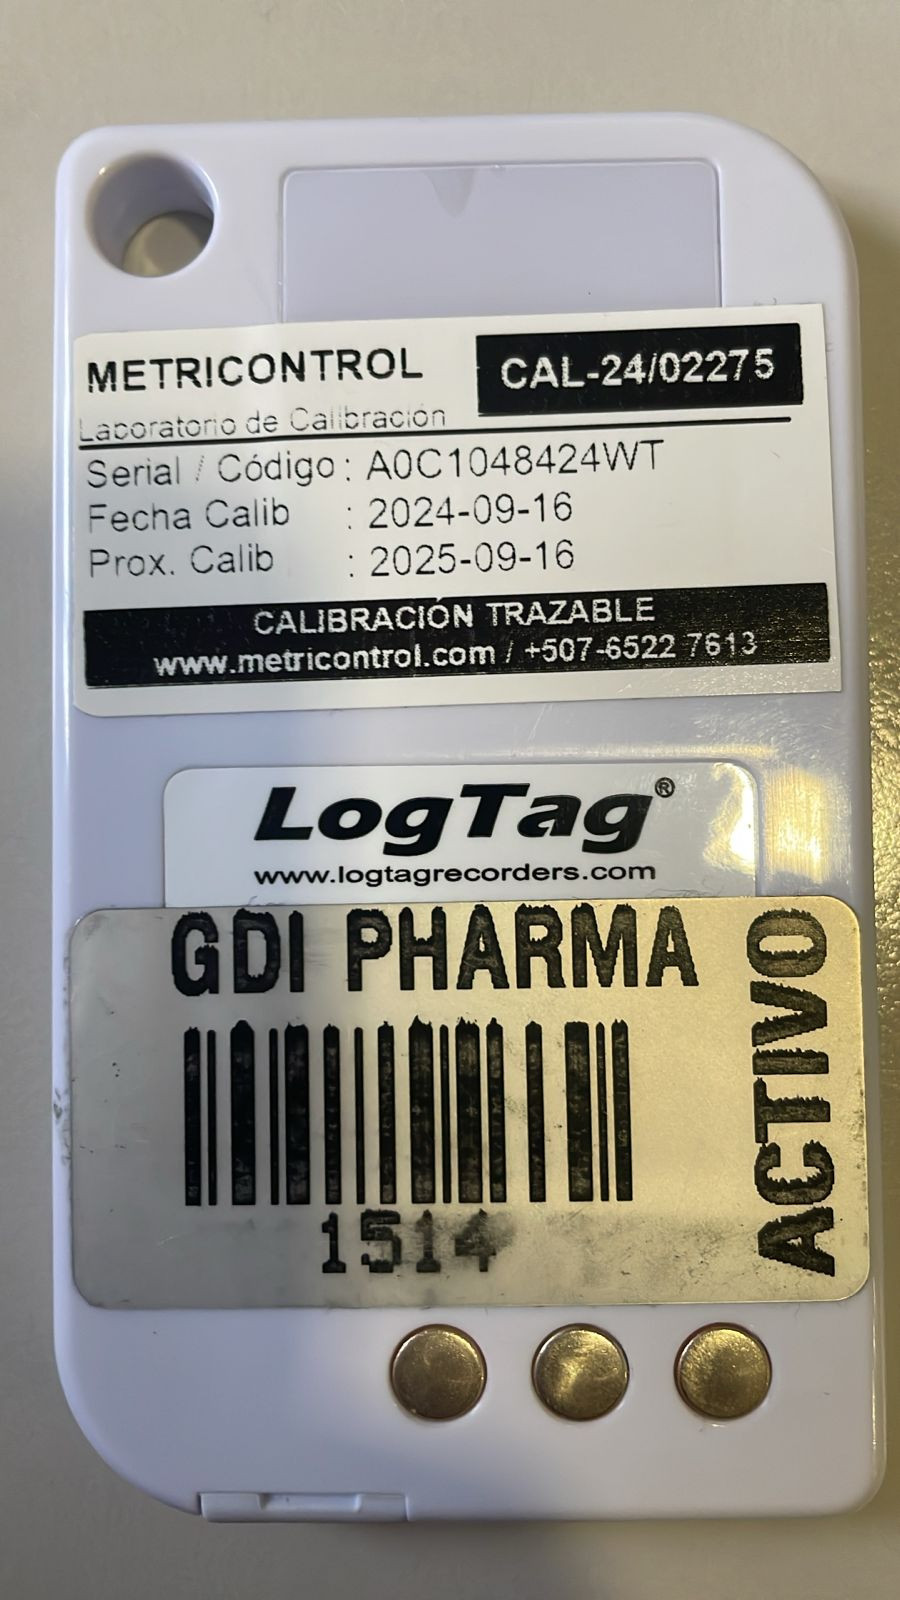 METRICONTROL
CAL-24/02275
Laboratorio de Calibración
Serial / Código : A0C1048424WT
Fecha Calib : 2024-09-16
Prox. Calib : 2025-09-16
CALIBRACIÓN TRAZABLE
www.metricontrol.com / +507-6522 7613
LogTag®
www.logtagrecorders.com
GDI PHARMA
ACTIVO
1514